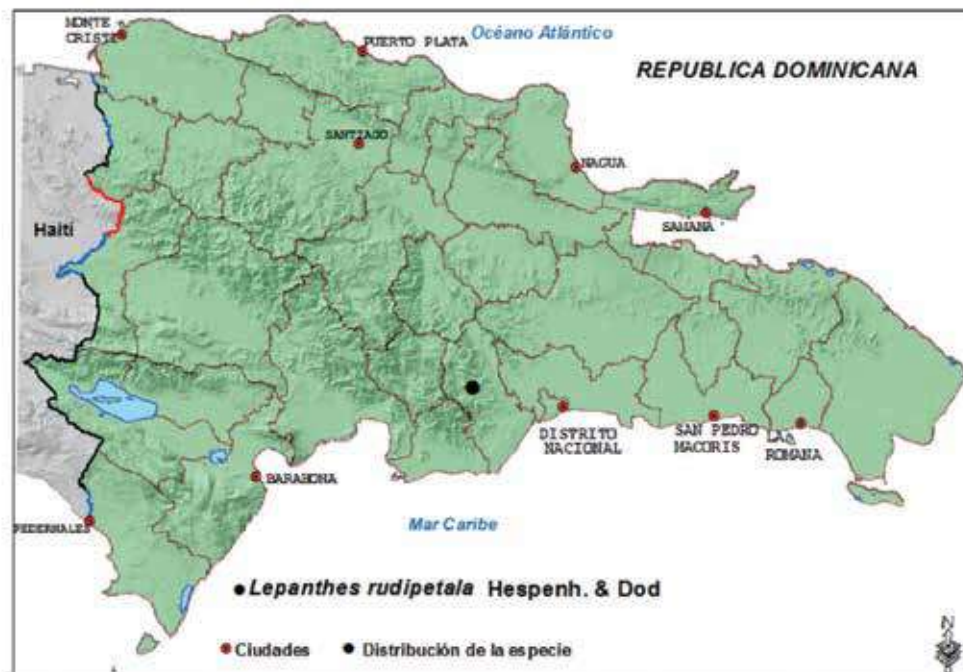 MONTE
CRISTI
PUERTO PLATA
Océano Atlántico
REPUBLICA DOMINICANA
SANTIAGO
NAGUA
SAMANA
Haití
DISTRITO
NACIONAL
SAN PEDRO
MACORIS
LA
ROMANA
BARAHONA
PEDERNALES
Mar Caribe
Lepanthes rudipetala Hespenh. & Dod
Ciudades
Distribución de la especie
N